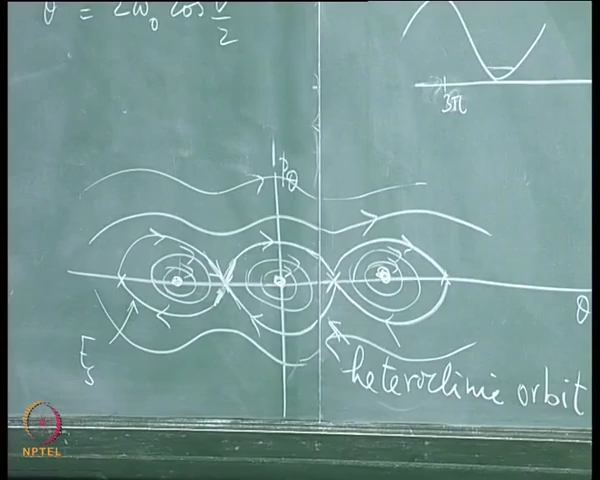 θ̇ = 2ω₀ cos θ/2
3π
p_θ
θ
E_s
heteroclinic orbit
NPTEL